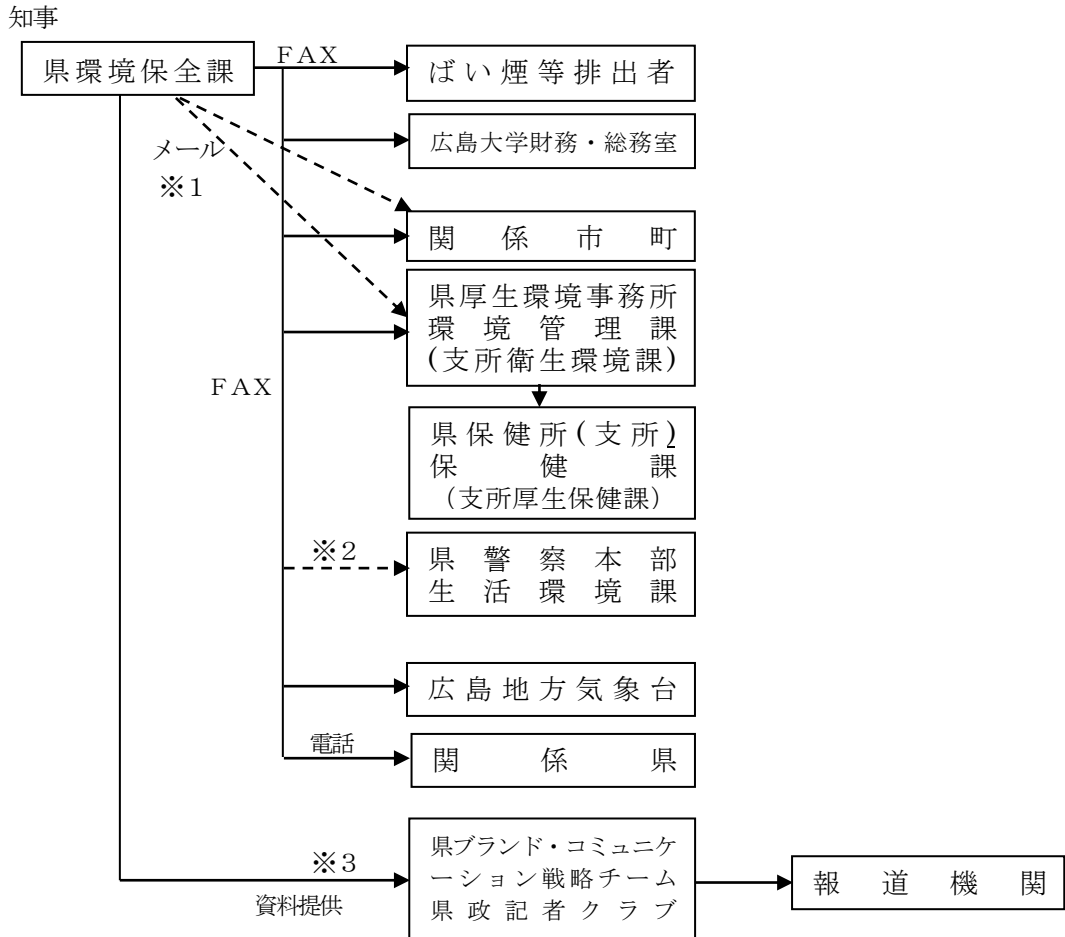 知事
県環境保全課
ＦＡＸ
ばい煙等排出者
広島大学財務・総務室
メール
※１
関係市町
県厚生環境事務所
環境管理課
(支所衛生環境課)
ＦＡＸ
県保健所(支所)
保健課
（支所厚生保健課）
※２
県警察本部
生活環境課
広島地方気象台
電話
関係県
※３
資料提供
県ブランド・コミュニケ
ーション戦略チーム
県政記者クラブ
報道機関